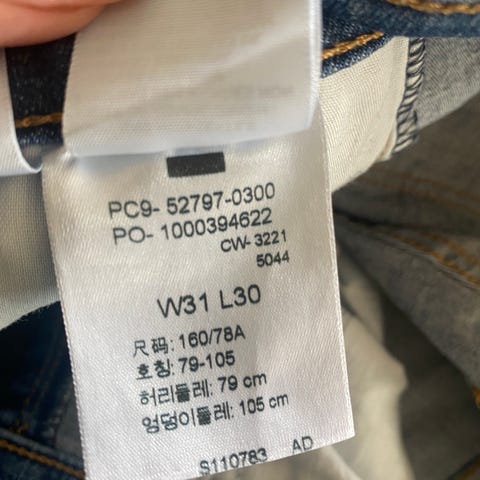 PC9- 52797-0300
PO- 1000394622
CW- 3221
5044
W31 L30
尺码: 160/78A
호칭: 79-105
허리둘레: 79 cm
엉덩이둘레: 105 cm
S110783 AD